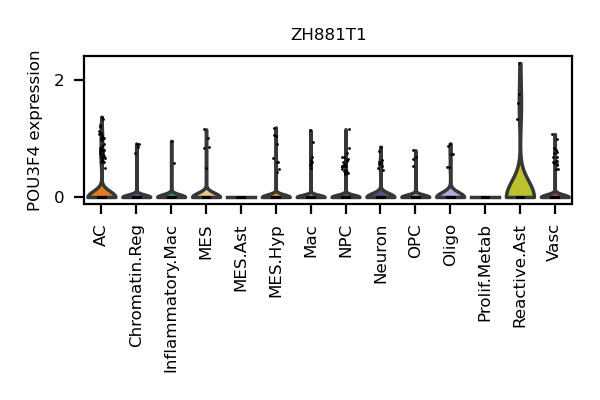 ZH881T1
POU3F4 expression
2
0
AC
Chromatin.Reg
Inflammatory.Mac
MES
MES.Ast
MES.Hyp
Mac
NPC
Neuron
OPC
Oligo
Prolif.Metab
Reactive.Ast
Vasc